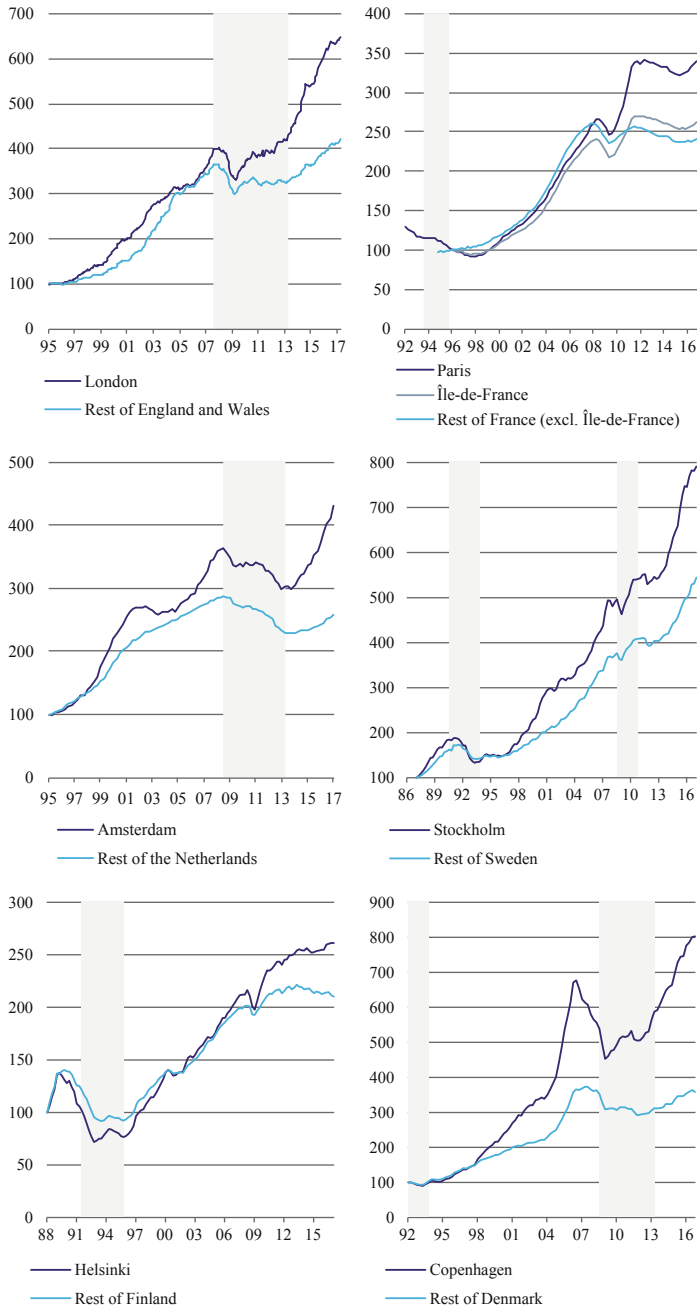 700
600
500
400
300
200
100
0
95 97 99 01 03 05 07 09 11 13 15 17
London
Rest of England and Wales
400
350
300
250
200
150
100
50
0
92 94 96 98 00 02 04 06 08 10 12 14 16
Paris
Île-de-France
Rest of France (excl. Île-de-France)
500
400
300
200
100
0
95 97 99 01 03 05 07 09 11 13 15 17
Amsterdam
Rest of the Netherlands
800
700
600
500
400
300
200
100
86 89 92 95 98 01 04 07 10 13 16
Stockholm
Rest of Sweden
300
250
200
150
100
50
0
88 91 94 97 00 03 06 09 12 15
Helsinki
Rest of Finland
900
800
700
600
500
400
300
200
100
0
92 95 98 01 04 07 10 13 16
Copenhagen
Rest of Denmark